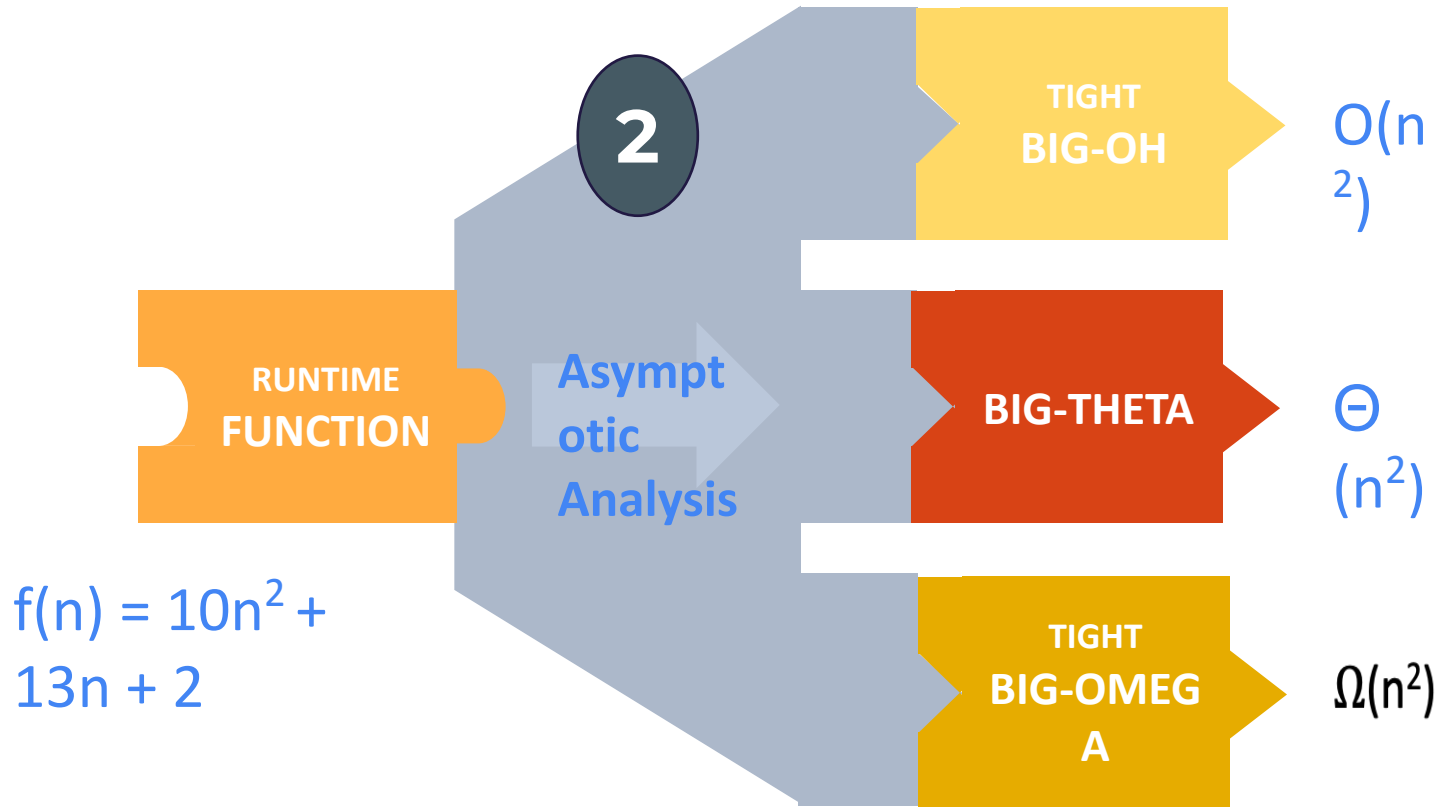 2
RUNTIME
FUNCTION
f(n) = 10n² +
13n + 2
Asympt
otic
Analysis
TIGHT
BIG-OH
O(n
²)
BIG-THETA
Θ
(n²)
TIGHT
BIG-OMEG
A
Ω(n²)